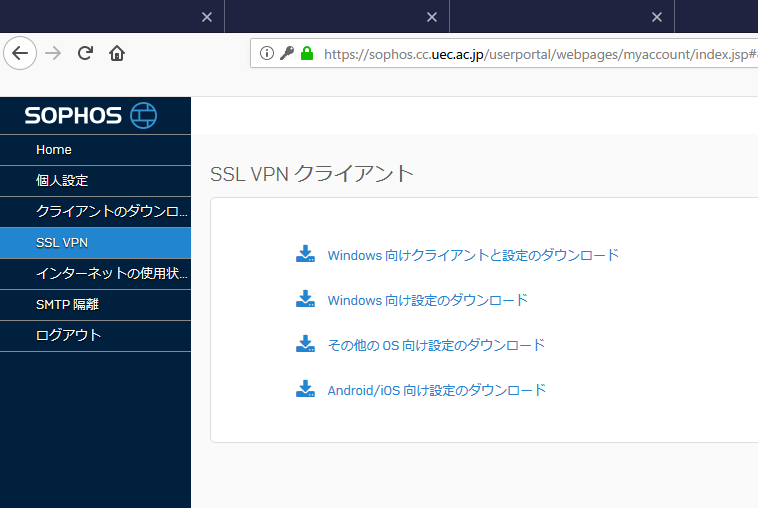 https://sophos.cc.uec.ac.jp/userportal/webpages/myaccount/index.jsp#
SOPHOS
Home
個人設定
クライアントのダウンロ...
SSL VPN
インターネットの使用状...
SMTP 隔離
ログアウト
SSL VPN クライアント
Windows 向けクライアントと設定のダウンロード
Windows 向け設定のダウンロード
その他の OS 向け設定のダウンロード
Android/iOS 向け設定のダウンロード